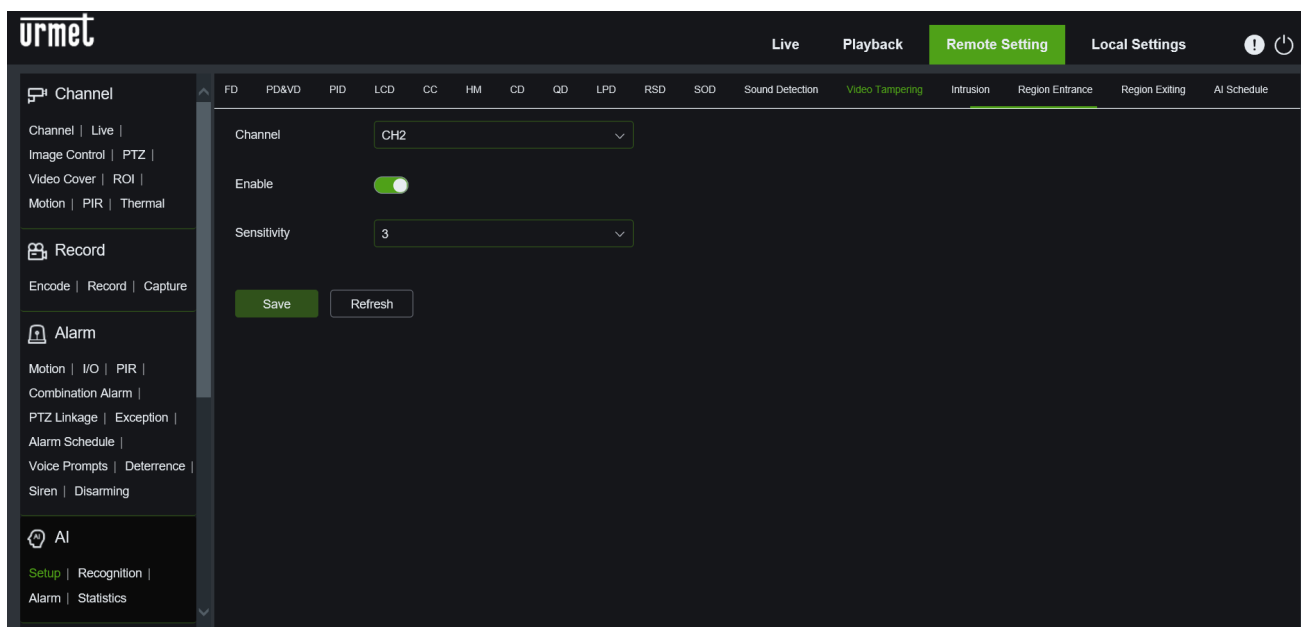 urmet
Live Playback Remote Setting Local Settings
Channel
Channel | Live |
Image Control | PTZ |
Video Cover | ROI |
Motion | PIR | Thermal
Record
Encode | Record | Capture
Alarm
Motion | I/O | PIR |
Combination Alarm |
PTZ Linkage | Exception |
Alarm Schedule |
Voice Prompts | Deterrence |
Siren | Disarming
AI
Setup | Recognition |
Alarm | Statistics
FD PD&VD PID LCD CC HM CD QD LPD RSD SOD Sound Detection Video Tampering Intrusion Region Entrance Region Exiting AI Schedule
Channel CH2
Enable
Sensitivity 3
Save Refresh